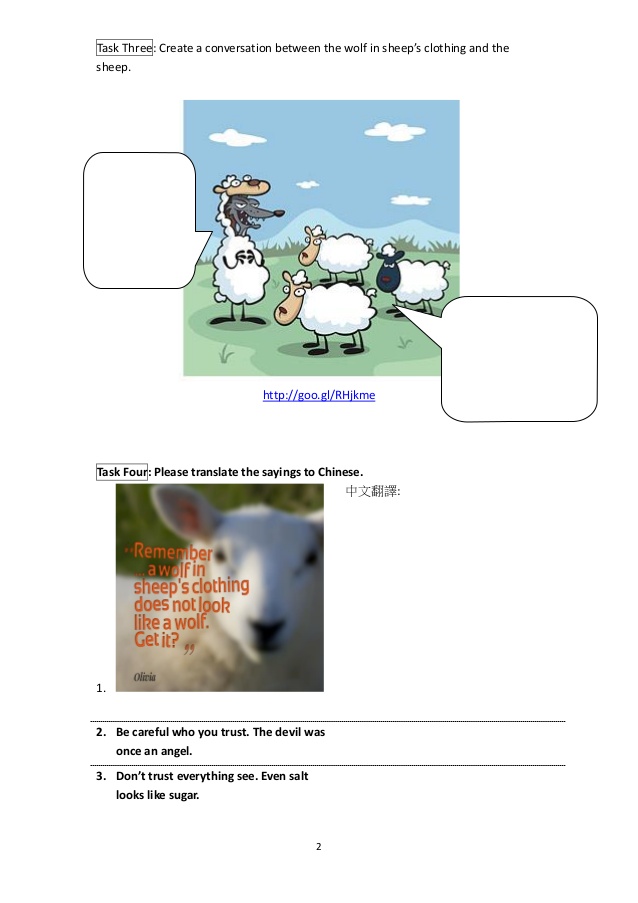 Task Three: Create a conversation between the wolf in sheep’s clothing and the
sheep.
http://goo.gl/RHjkme
Task Four: Please translate the sayings to Chinese.
中文翻譯:
“Remember
...a wolf in
sheep's clothing
does not look
like a wolf.
Get it?”
Olivia
1.
2. Be careful who you trust. The devil was
once an angel.
3. Don’t trust everything see. Even salt
looks like sugar.
2